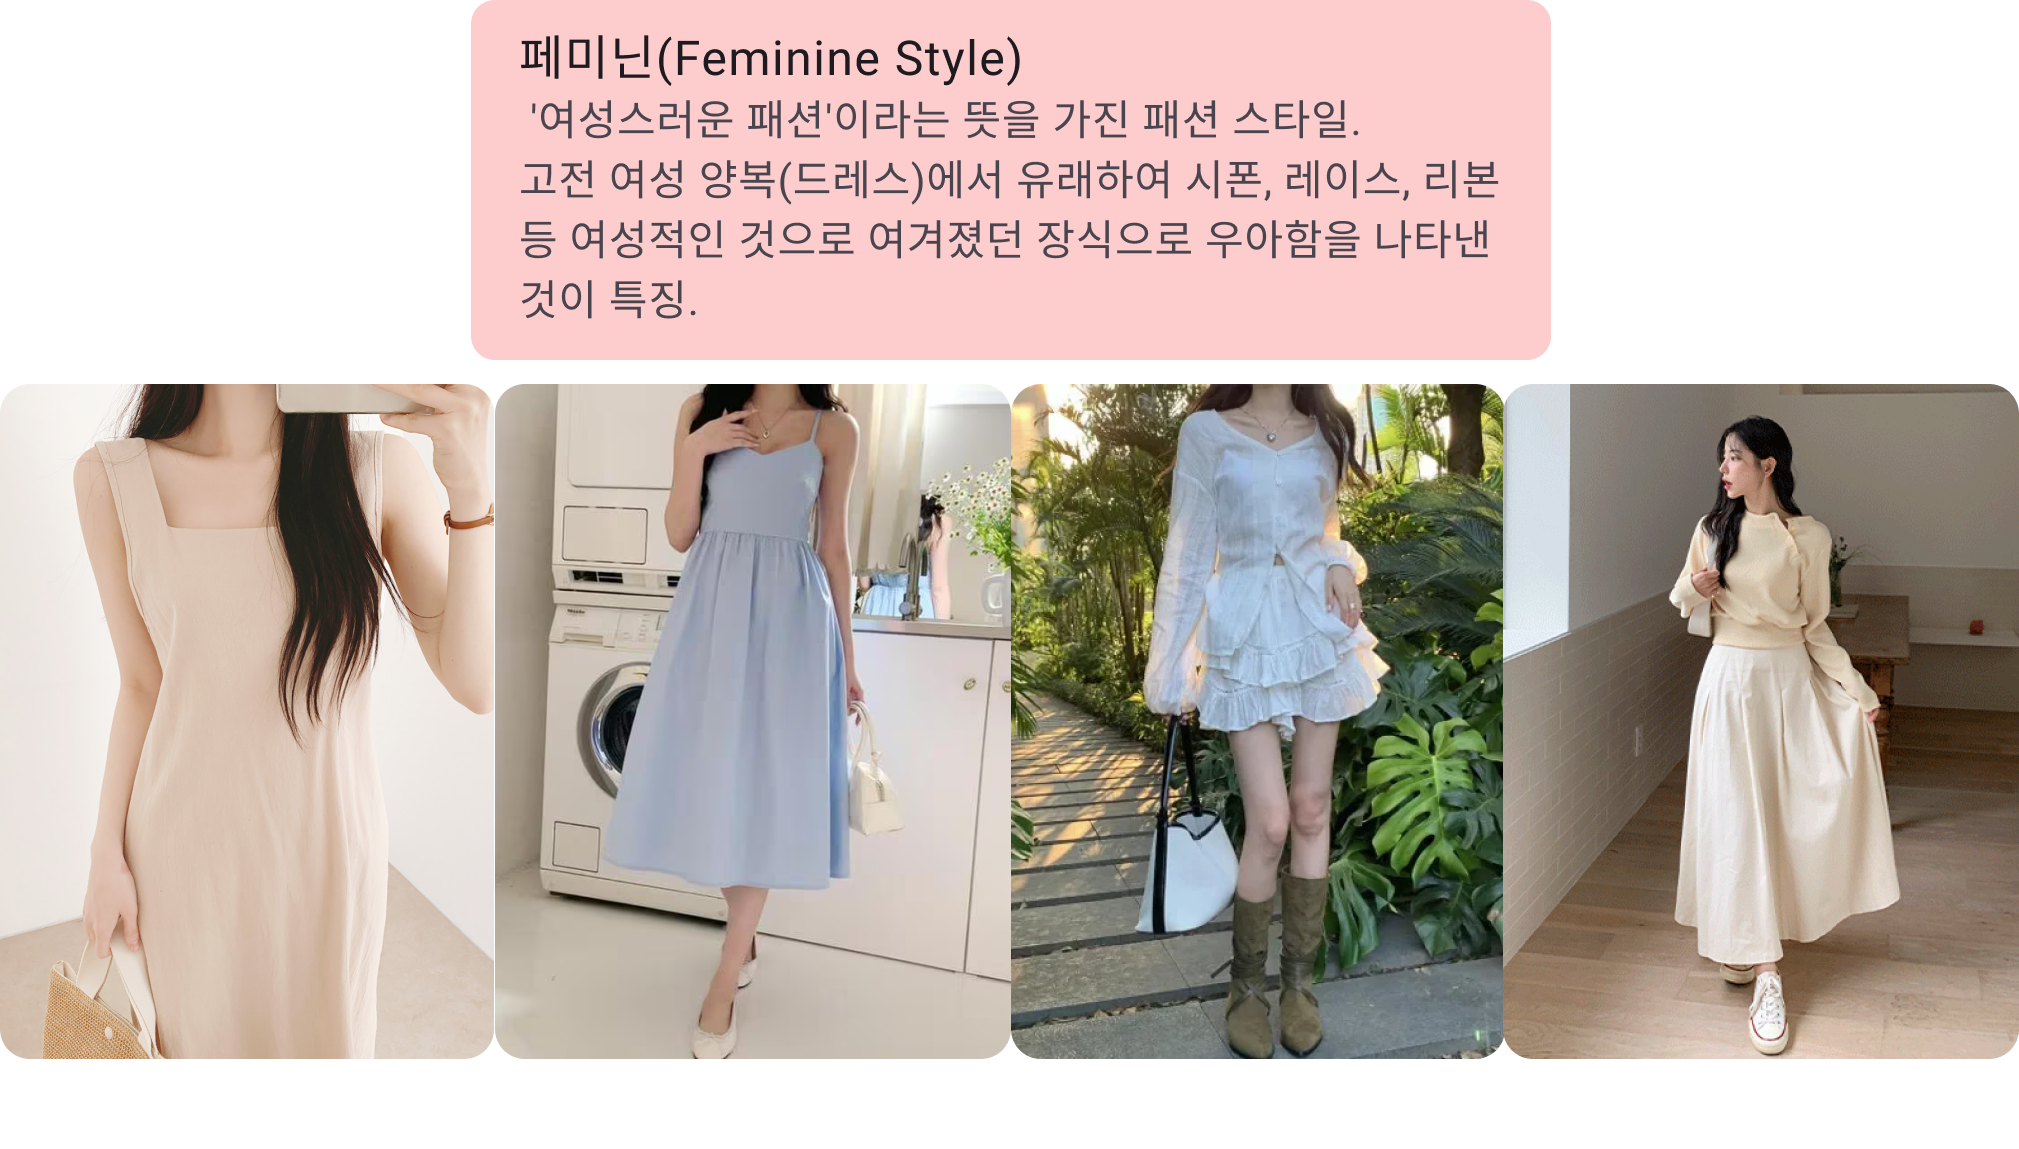 페미닌(Feminine Style)
'여성스러운 패션'이라는 뜻을 가진 패션 스타일.
고전 여성 양복(드레스)에서 유래하여 시폰, 레이스, 리본
등 여성적인 것으로 여겨졌던 장식으로 우아함을 나타낸
것이 특징.
Miele